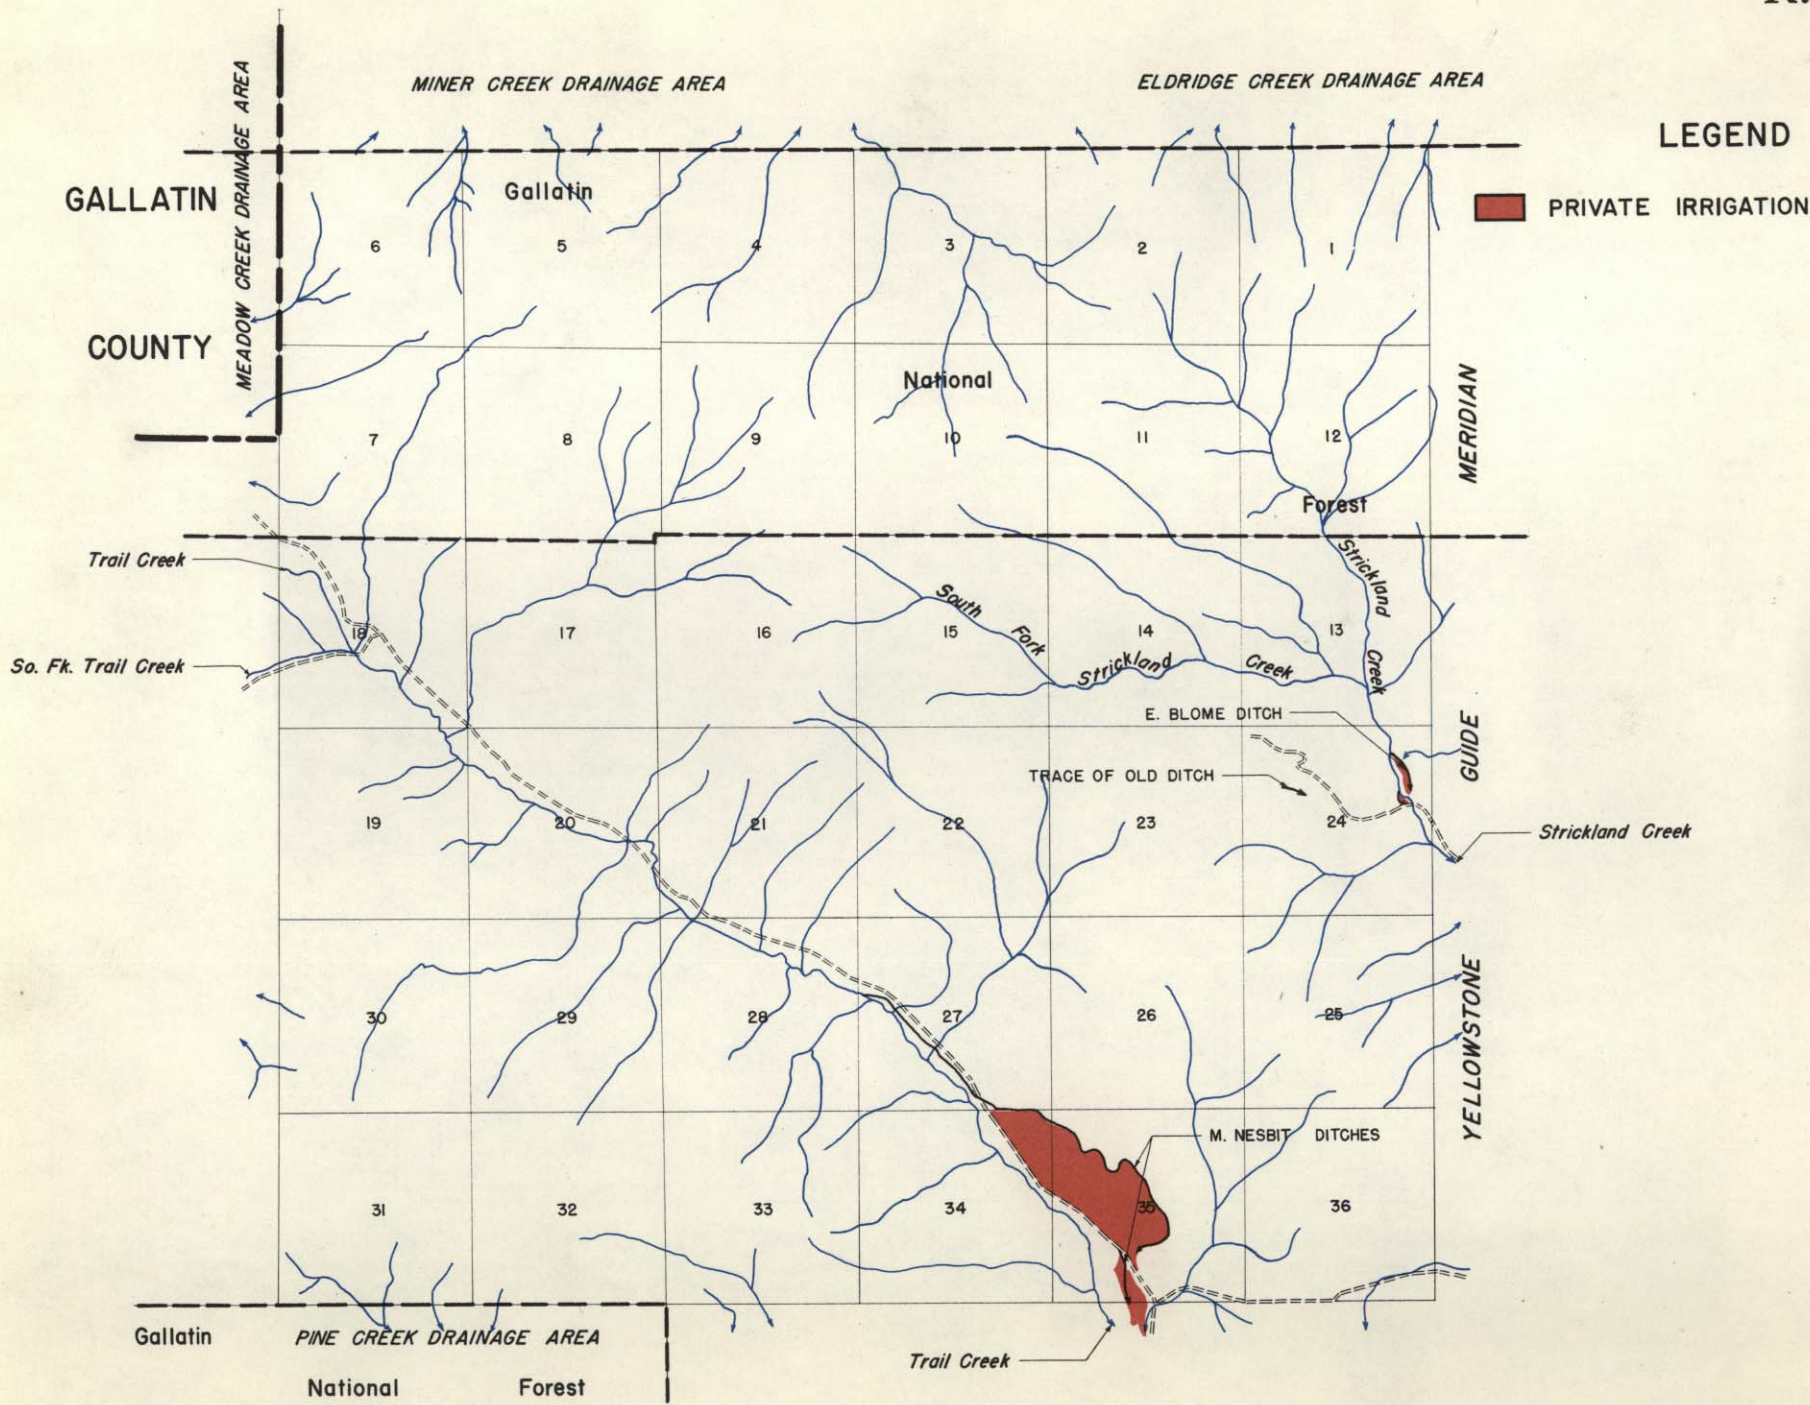 R.
MINER CREEK DRAINAGE AREA
ELDRIDGE CREEK DRAINAGE AREA
LEGEND
PRIVATE IRRIGATION
GALLATIN
COUNTY
MEADOW CREEK DRAINAGE AREA
Gallatin
6
5
4
3
2
1
National
7
8
9
10
11
12
Forest
MERIDIAN
Trail Creek
So. Fk. Trail Creek
18
17
16
15
14
13
South
Fork
Strickland
Creek
Strickland
Creek
E. BLOME DITCH
TRACE OF OLD DITCH
GUIDE
19
20
21
22
23
24
Strickland Creek
30
29
28
27
26
25
YELLOWSTONE
M. NESBIT DITCHES
31
32
33
34
35
36
Gallatin
PINE CREEK DRAINAGE AREA
National
Forest
Trail Creek